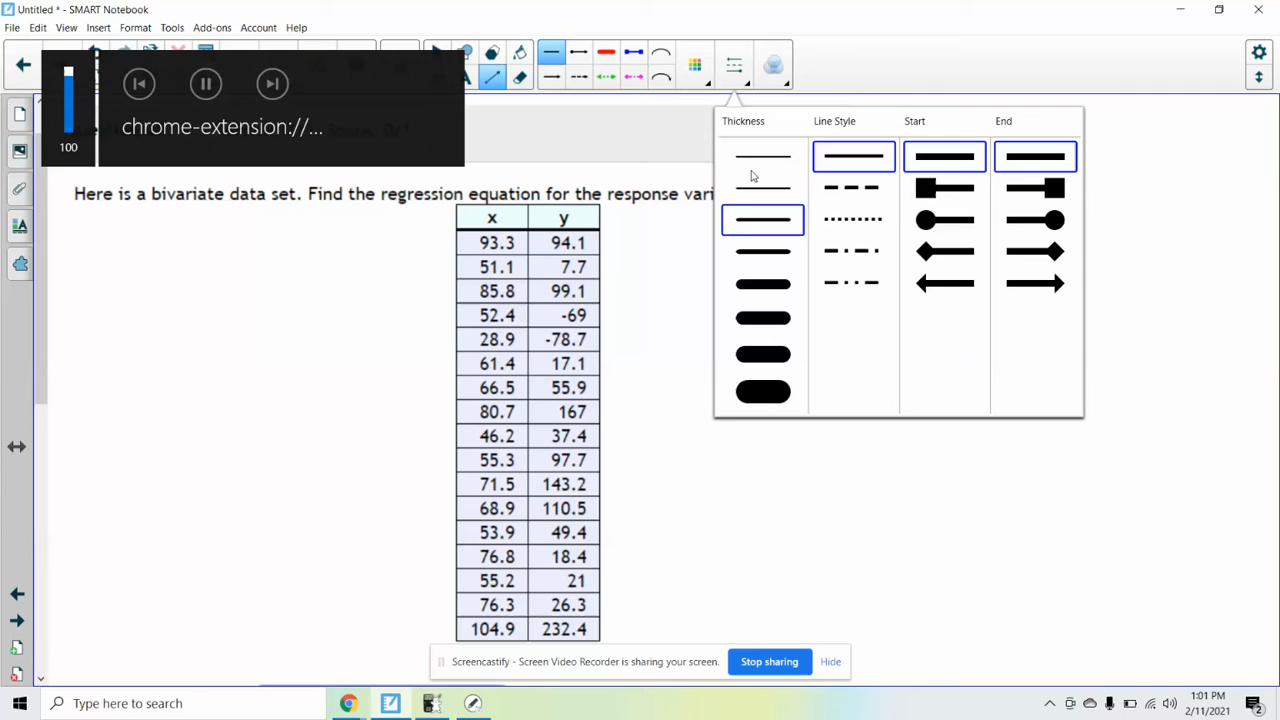 Untitled * - SMART Notebook
File Edit View Insert Format Tools Add-ons Account Help
100
chrome-extension://...
Thickness Line Style Start End
Here is a bivariate data set. Find the regression equation for the response vari
x y
93.3 94.1
51.1 7.7
85.8 99.1
52.4 -69
28.9 -78.7
61.4 17.1
66.5 55.9
80.7 167
46.2 37.4
55.3 97.7
71.5 143.2
68.9 110.5
53.9 49.4
76.8 18.4
55.2 21
76.3 26.3
104.9 232.4
Screencastify - Screen Video Recorder is sharing your screen. Stop sharing Hide
Type here to search
1:01 PM
2/11/2021
2